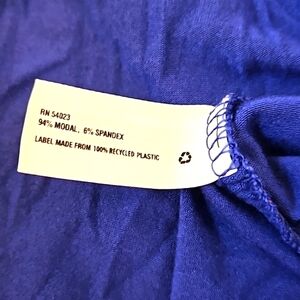 RN 54023
94% MODAL, 6% SPANDEX
LABEL MADE FROM 100% RECYCLED PLASTIC